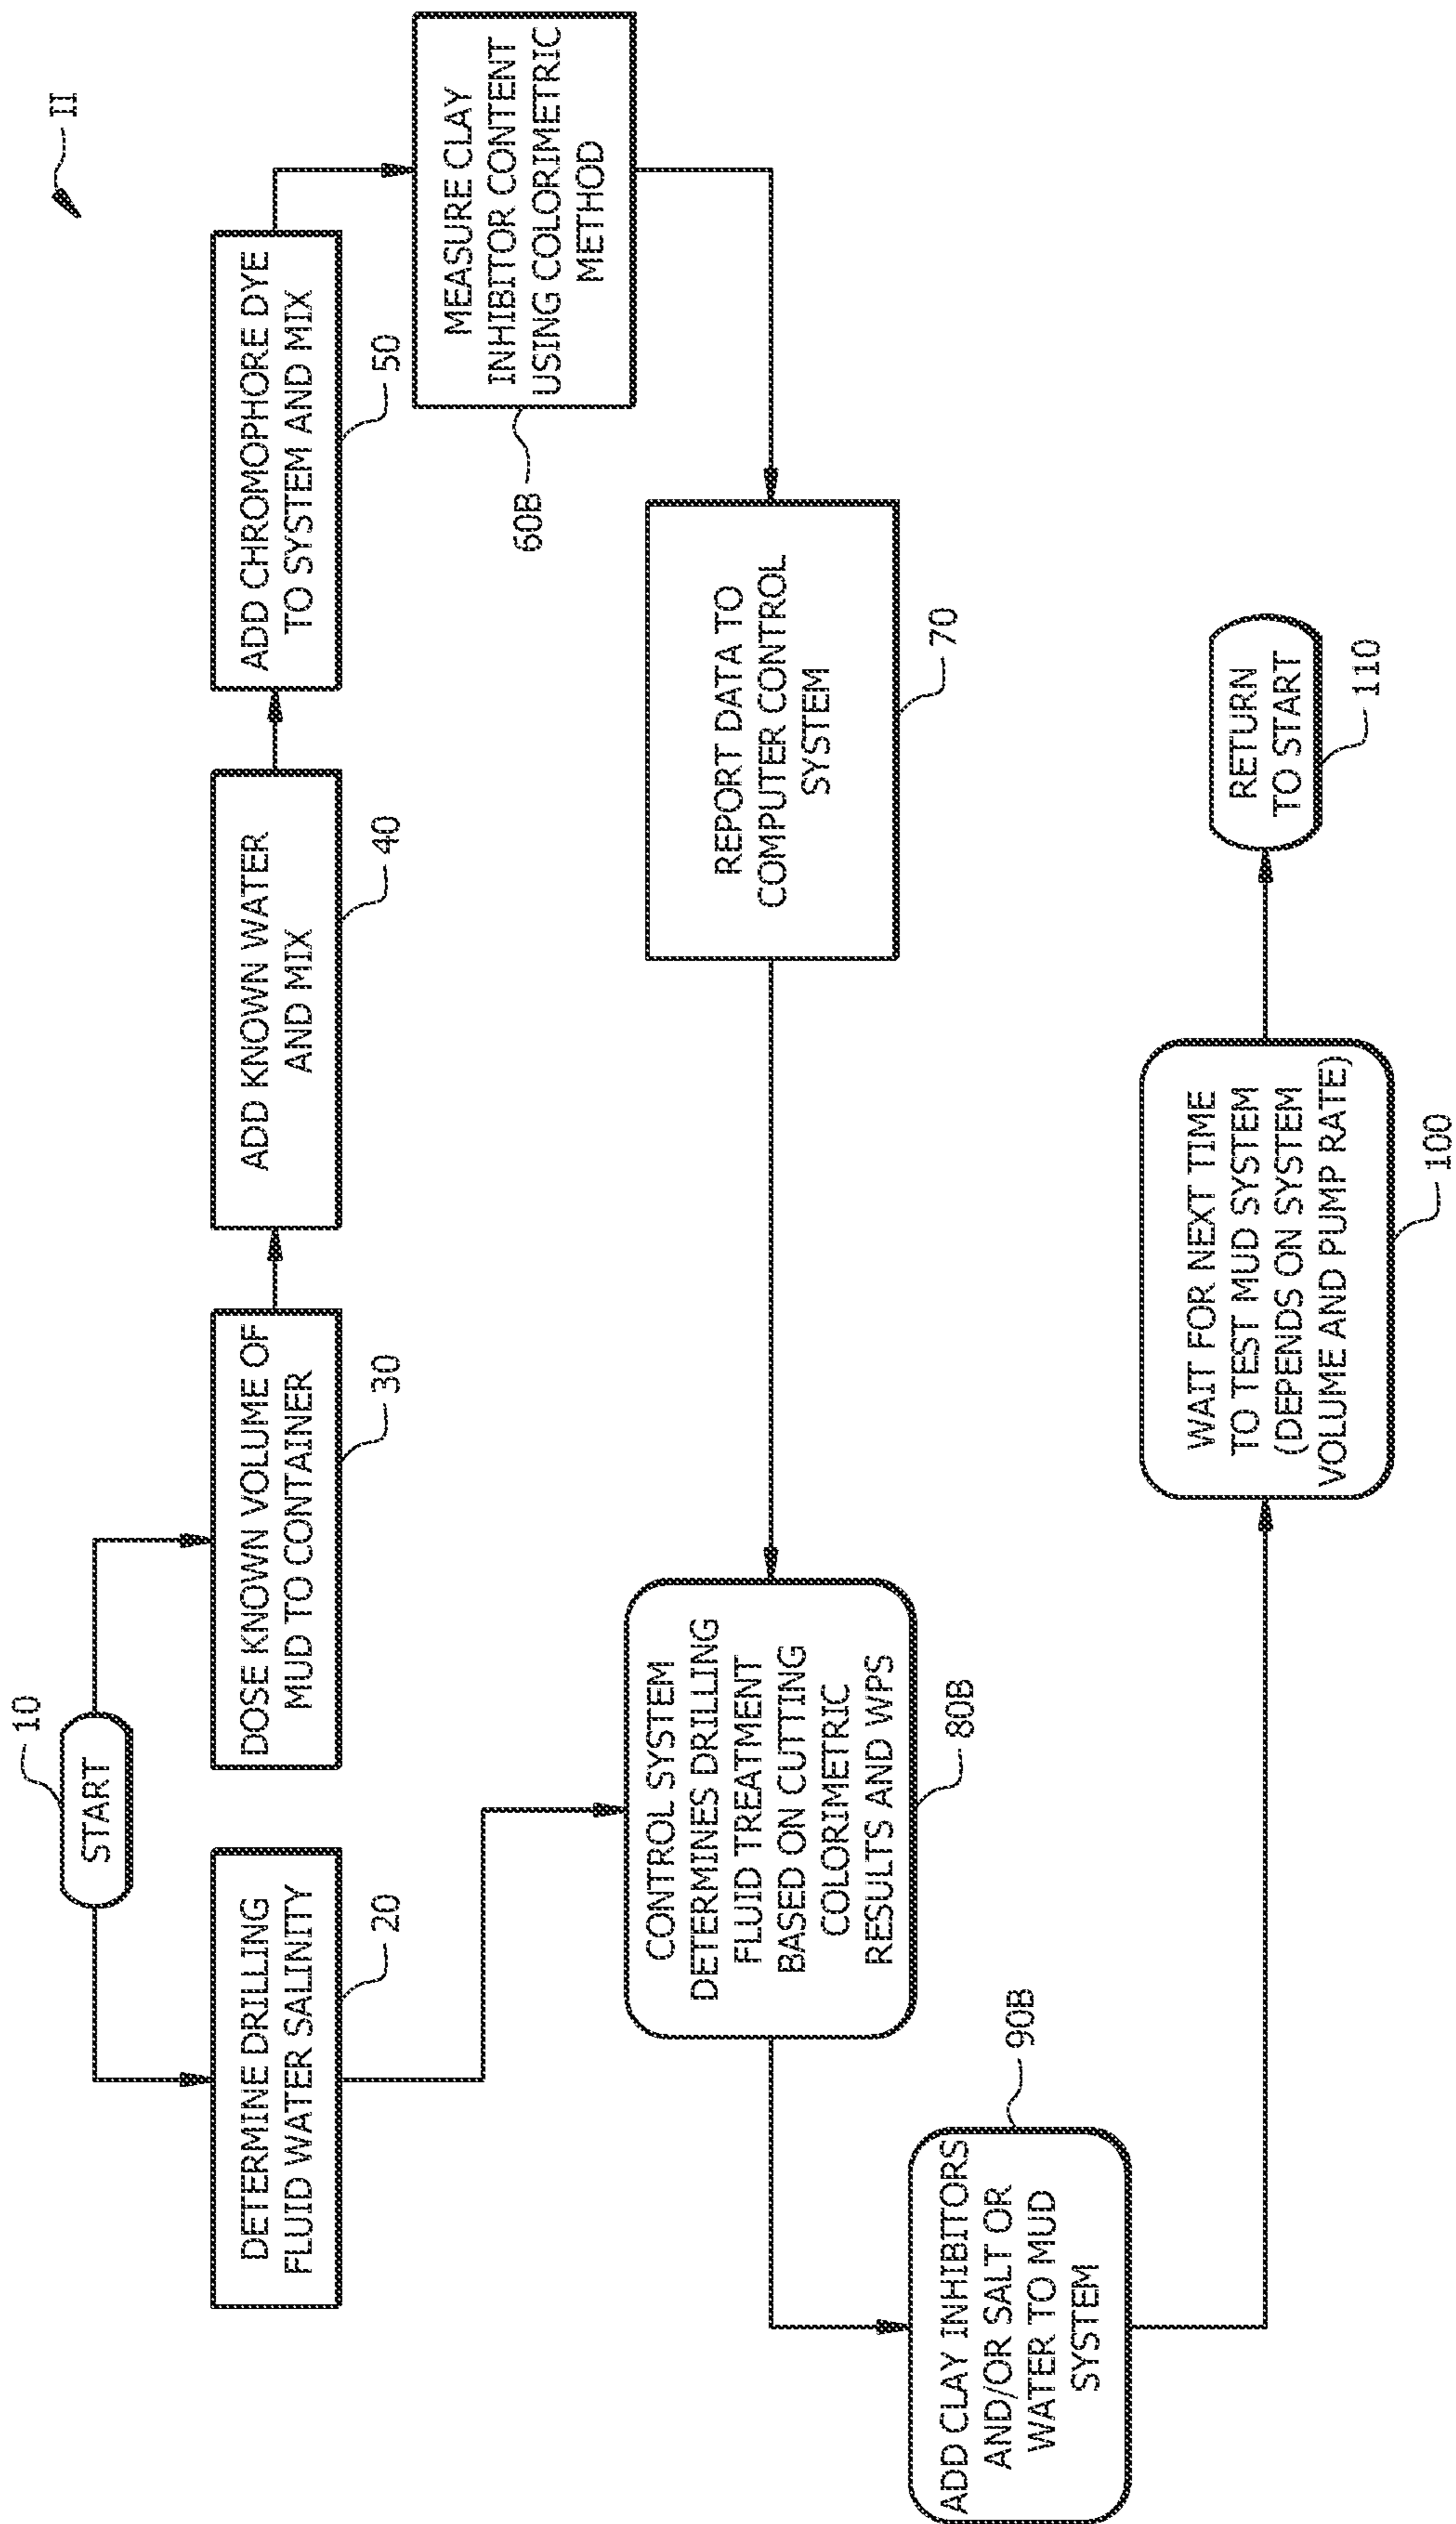 II
10
START
DETERMINE DRILLING
FLUID WATER SALINITY
20
DOSE KNOWN VOLUME OF
MUD TO CONTAINER
30
ADD KNOWN WATER
AND MIX
40
ADD CHROMOPHORE DYE
TO SYSTEM AND MIX
50
MEASURE CLAY
INHIBITOR CONTENT
USING COLORIMETRIC
METHOD
60B
REPORT DATA TO
COMPUTER CONTROL
SYSTEM
70
CONTROL SYSTEM
DETERMINES DRILLING
FLUID TREATMENT
BASED ON CUTTING
COLORIMETRIC
RESULTS AND WPS
80B
ADD CLAY INHIBITORS
AND/OR SALT OR
WATER TO MUD
SYSTEM
90B
WAIT FOR NEXT TIME
TO TEST MUD SYSTEM
(DEPENDS ON SYSTEM
VOLUME AND PUMP RATE)
100
RETURN
TO START
110